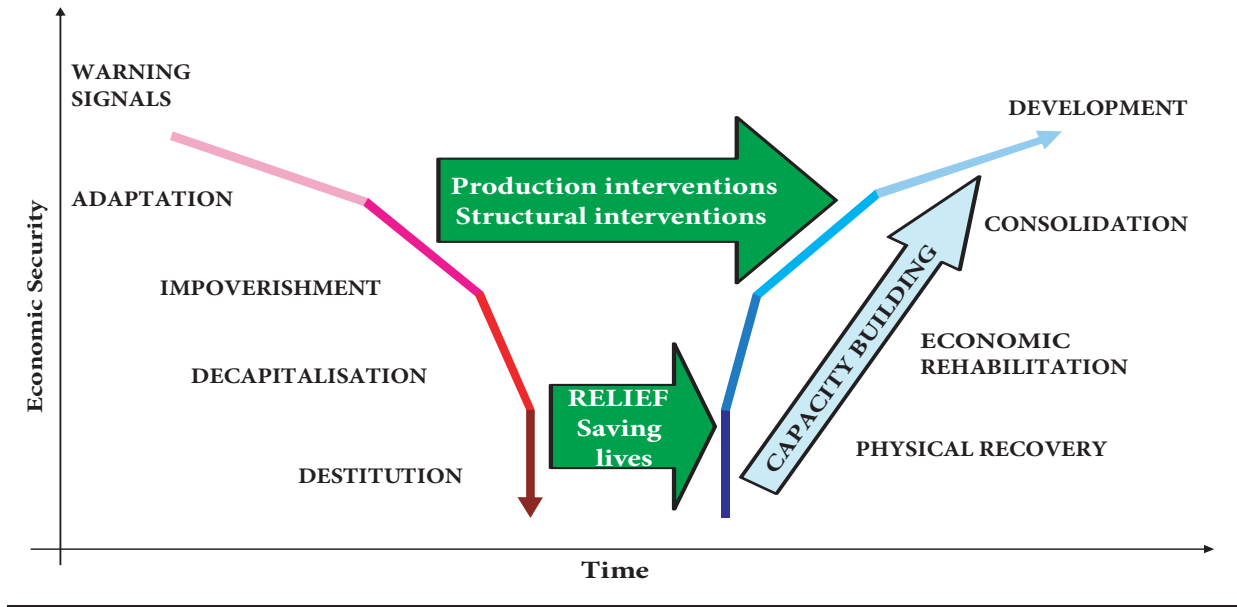 WARNING
SIGNALS
DEVELOPMENT
Production interventions
Structural interventions
ADAPTATION
CONSOLIDATION
IMPOVERISHMENT
CAPACITY BUILDING
ECONOMIC
REHABILITATION
DECAPITALISATION
RELIEF
Saving
lives
PHYSICAL RECOVERY
DESTITUTION
Economic Security
Time